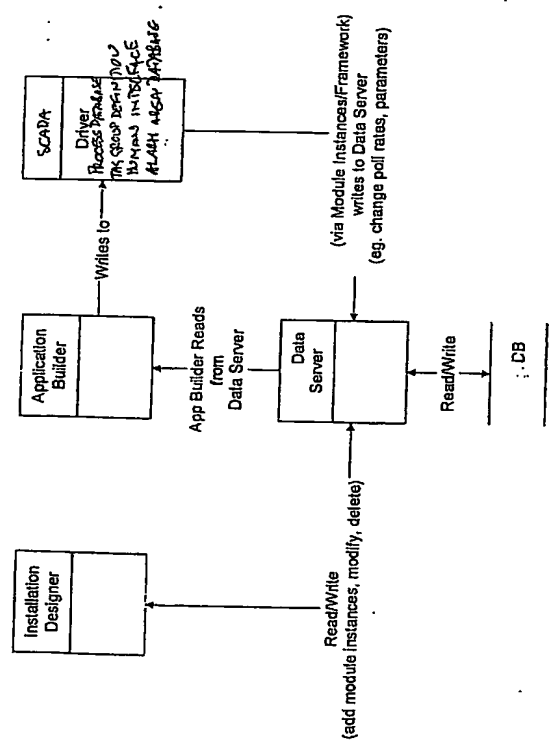 Installation
Designer
Application
Builder
SCADA
Driver
PROCESS DATABASE
TAG GROUP DEFINITION
HUMAN INTERFACE
ALARM AREA DATABASE
Writes to
App Builder Reads
from
Data Server
Read/Write
(add module instances, modify, delete)
Data
Server
(via Module Instances/Framework)
writes to Data Server
(eg. change poll rates, parameters)
Read/Write
DB